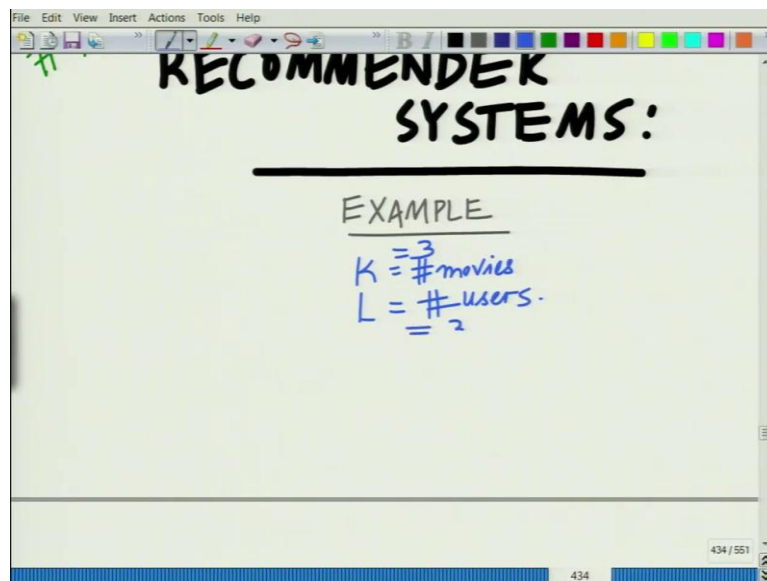 File Edit View Insert Actions Tools Help
B I
RECOMMENDER
SYSTEMS:
EXAMPLE
= 3
K = # movies
L = # users.
= 2
434 / 551
434